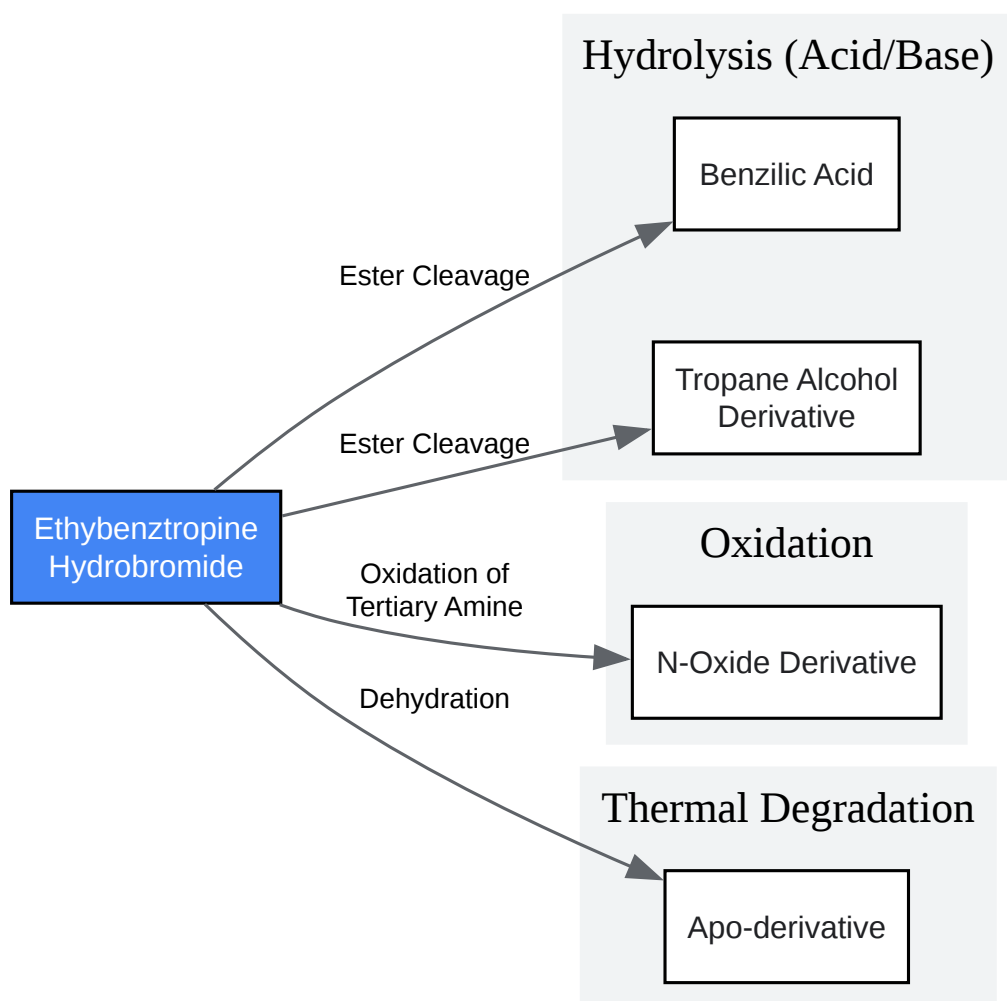 Hydrolysis (Acid/Base)
Benzilic Acid
Ester Cleavage
Tropane Alcohol
Derivative
Ester Cleavage
Ethybenztropine
Hydrobromide
Oxidation
Oxidation of
Tertiary Amine
N-Oxide Derivative
Dehydration
Thermal Degradation
Apo-derivative